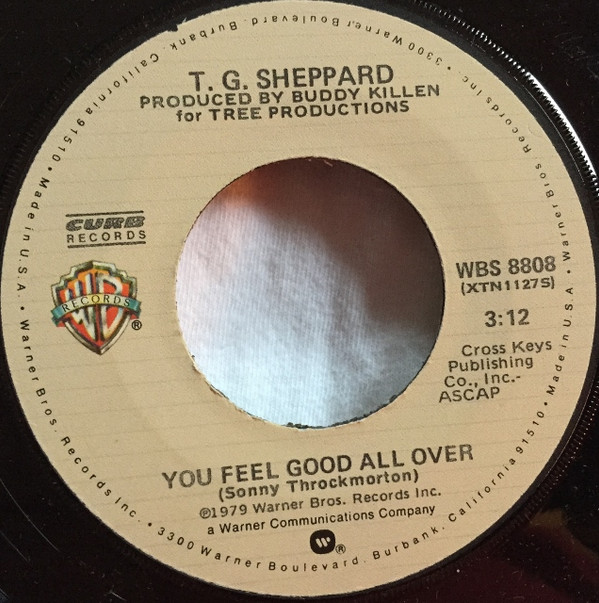 T. G. SHEPPARD
PRODUCED BY BUDDY KILLEN
for TREE PRODUCTIONS
CURB
RECORDS
WB
RECORDS
®
WBS 8808
(XTN1127S)
3:12
Cross Keys
Publishing
Co., Inc.-
ASCAP
YOU FEEL GOOD ALL OVER
(Sonny Throckmorton)
℗1979 Warner Bros. Records Inc.
a Warner Communications Company
W ®
Made in U.S.A. • Warner Bros. Records Inc. • 3300 Warner Boulevard, Burbank, California 91510 • Made in U.S.A. • Warner Bros. Records Inc. • 3300 Warner Boulevard, Burbank, California 91510 •